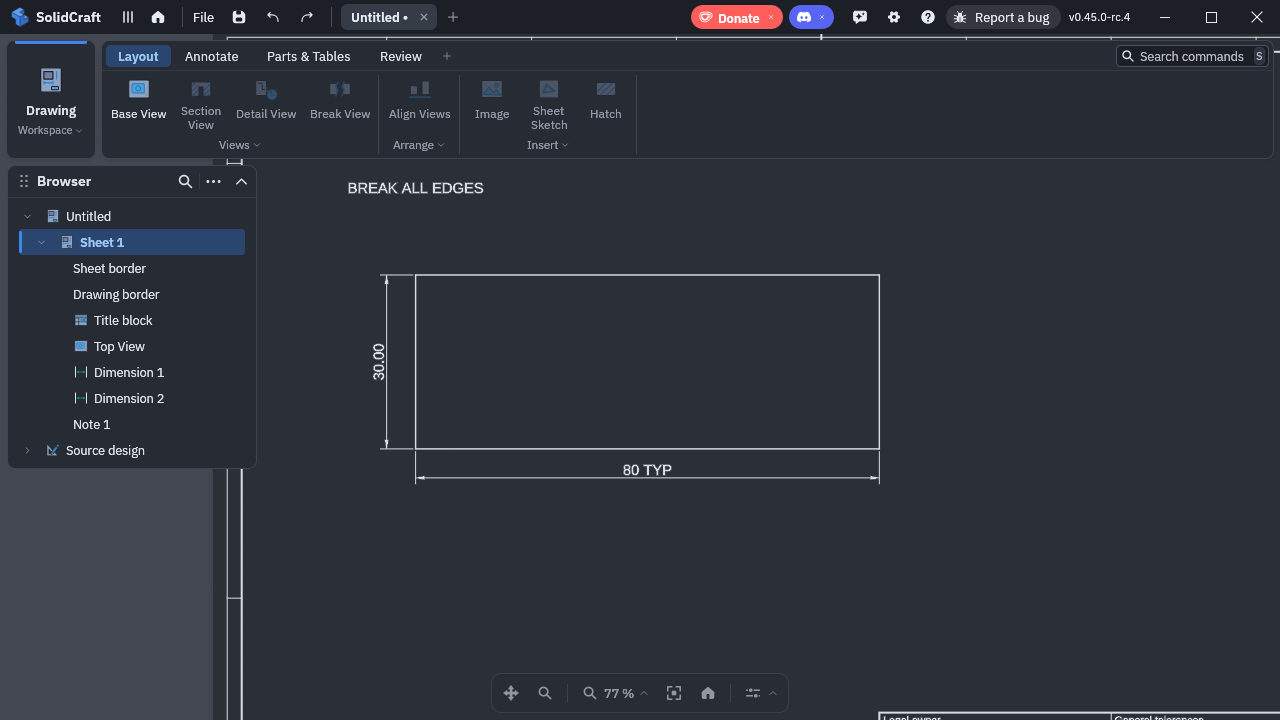 SolidCraft
File
Untitled •
Donate
Report a bug
v0.45.0-rc.4
Drawing
Workspace
Layout
Annotate
Parts & Tables
Review
Search commands
S
Base View
Section View
Detail View
Break View
Views
Align Views
Arrange
Image
Sheet Sketch
Hatch
Insert
Browser
Untitled
Sheet 1
Sheet border
Drawing border
Title block
Top View
Dimension 1
Dimension 2
Note 1
Source design
BREAK ALL EDGES
30.00
80 TYP
77 %
Legal owner
General tolerances